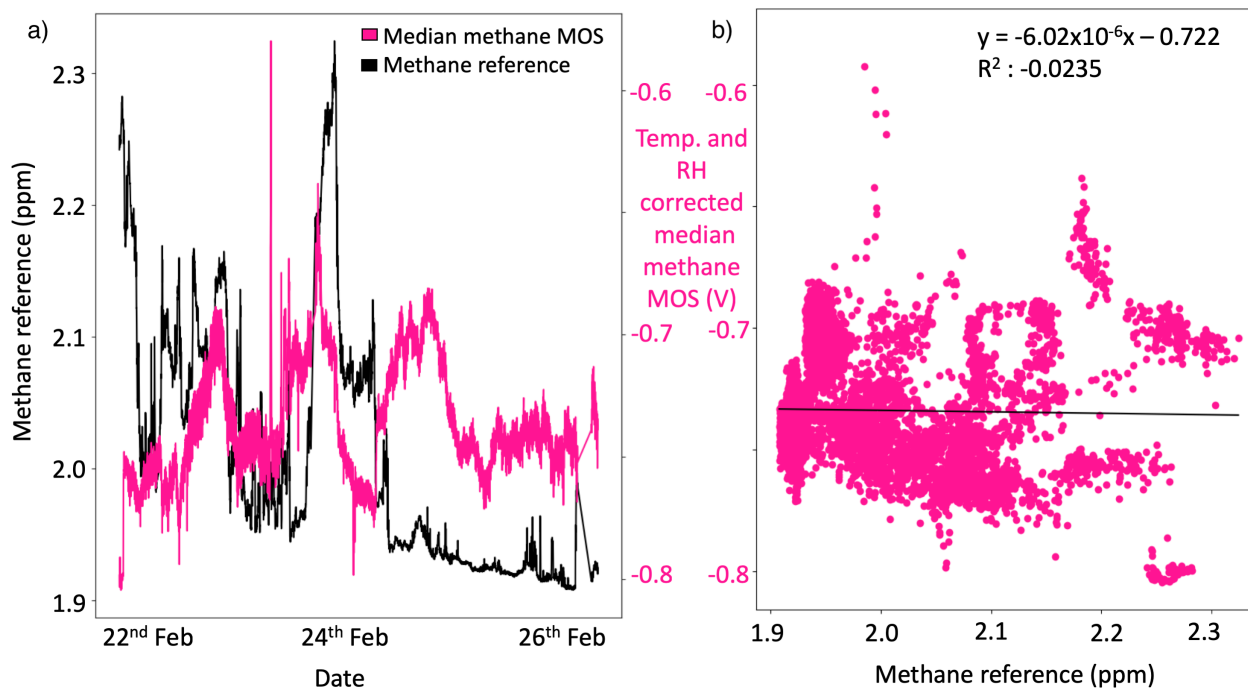 a)
Median methane MOS
Methane reference
2.3
2.2
2.1
2.0
1.9
Methane reference (ppm)
22nd Feb
24th Feb
26th Feb
Date
-0.6
-0.7
-0.8
Temp. and
RH
corrected
median
methane
MOS (V)
b)
y = -6.02x10-6x – 0.722
R2 : -0.0235
-0.6
-0.7
-0.8
1.9
2.0
2.1
2.2
2.3
Methane reference (ppm)